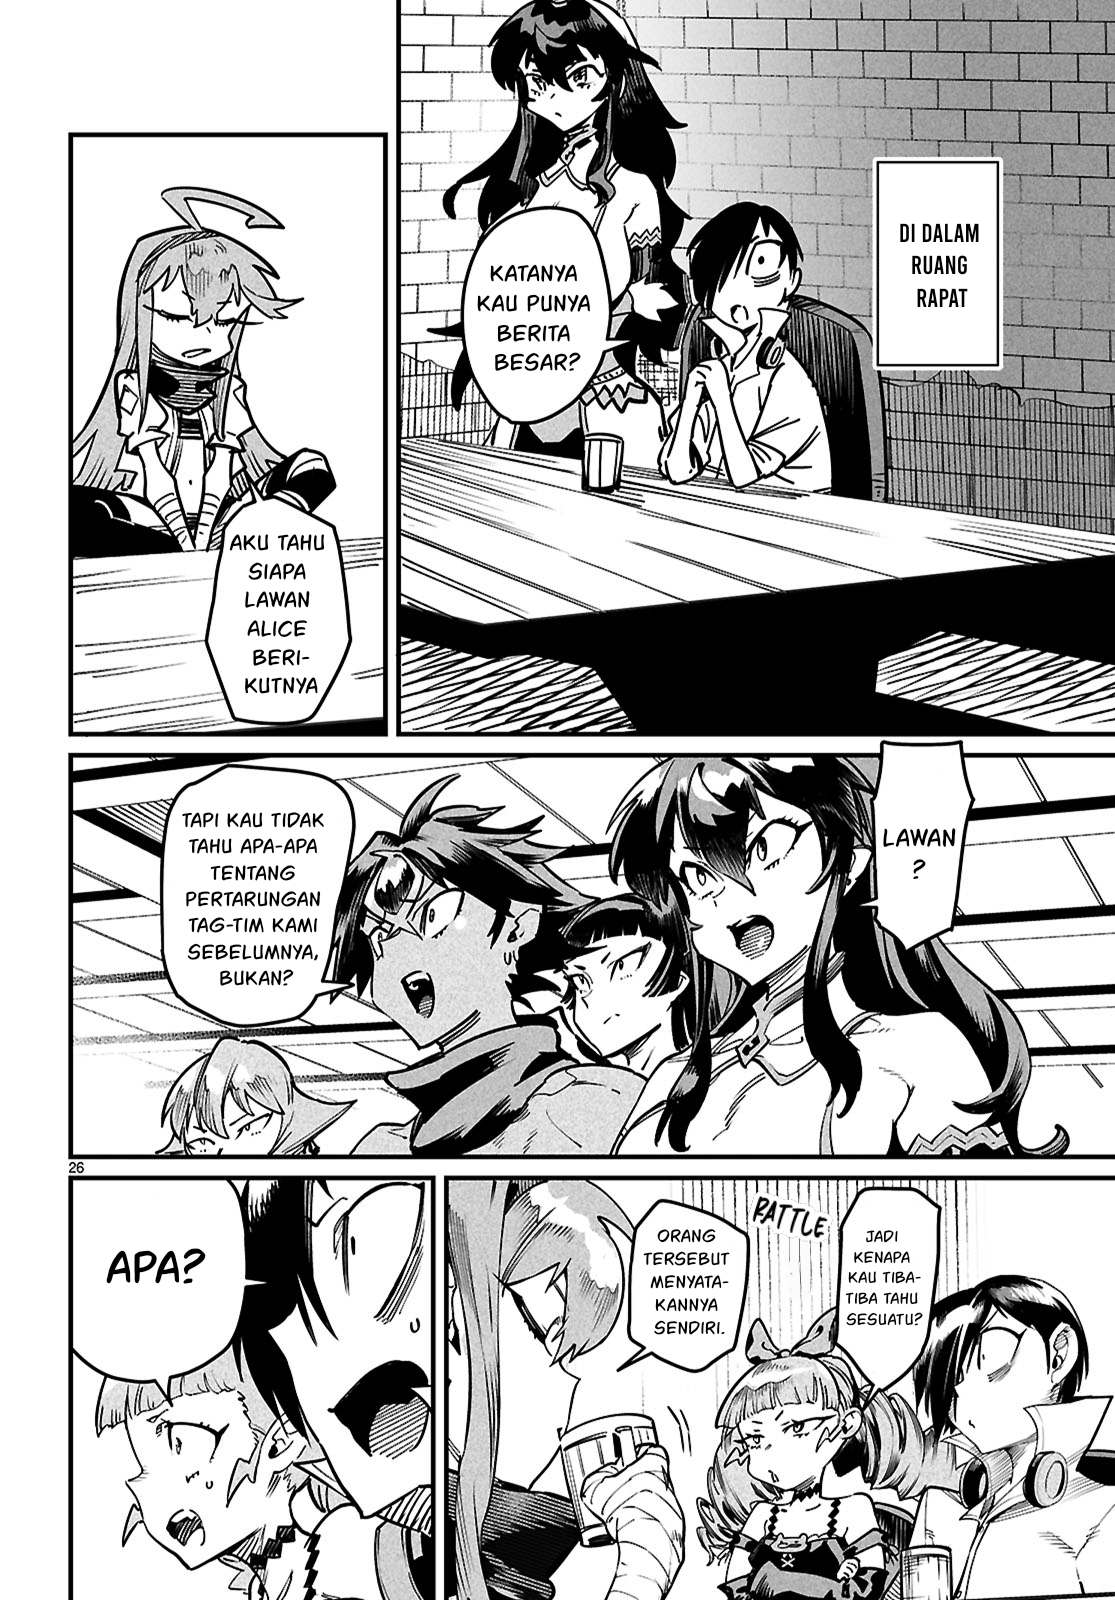 DI DALAM
RUANG
RAPAT
KATANYA
KAU PUNYA
BERITA
BESAR?
AKU TAHU
SIAPA
LAWAN
ALICE
BERI-
KUTNYA
LAWAN
?
TAPI KAU TIDAK
TAHU APA-APA
TENTANG
PERTARUNGAN
TAG-TIM KAMI
SEBELUMNYA,
BUKAN?
26
JADI
KENAPA
KAU TIBA-
TIBA TAHU
SESUATU?
RATTLE
ORANG
TERSEBUT
MENYATA-
KANNYA
SENDIRI.
APA?